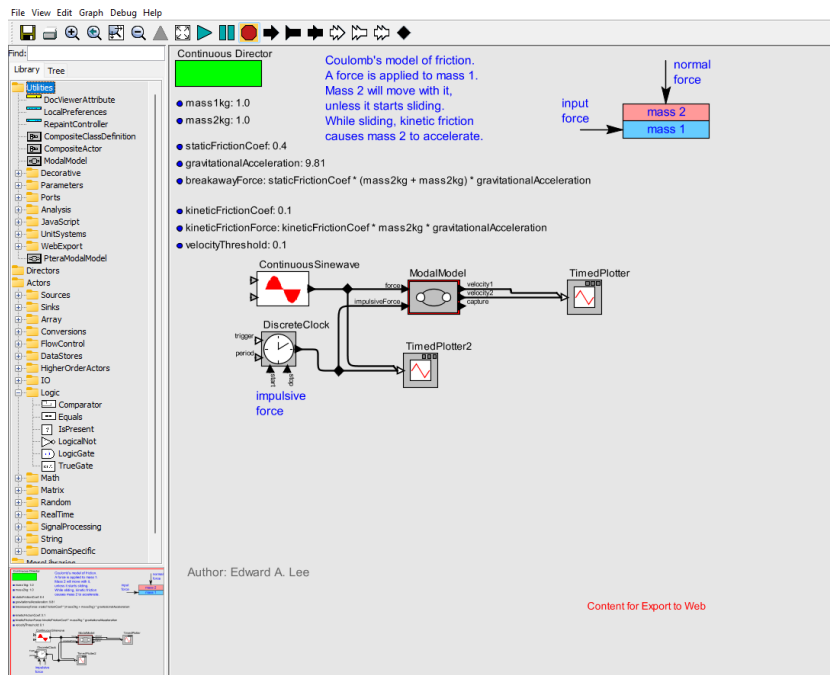 File View Edit Graph Debug Help
Find:
Library Tree
Utilities
DocViewerAttribute
LocalPreferences
RepaintController
CompositeClassDefinition
CompositeActor
ModalModel
Decorative
Parameters
Ports
Analysis
JavaScript
UnitSystems
WebExport
PteraModalModel
Directors
Actors
Sources
Sinks
Array
Conversions
FlowControl
DataStores
HigherOrderActors
IO
Logic
Comparator
Equals
IsPresent
LogicalNot
LogicGate
TrueGate
Math
Matrix
Random
RealTime
SignalProcessing
String
DomainSpecific
MoreLibraries
Continuous Director
Coulomb's model of friction.
A force is applied to mass 1.
Mass 2 will move with it,
unless it starts sliding.
While sliding, kinetic friction
causes mass 2 to accelerate.
normal
force
input
force
mass 2
mass 1
mass1kg: 1.0
mass2kg: 1.0
staticFrictionCoef: 0.4
gravitationalAcceleration: 9.81
breakawayForce: staticFrictionCoef * (mass2kg + mass2kg) * gravitationalAcceleration
kineticFrictionCoef: 0.1
kineticFrictionForce: kineticFrictionCoef * mass2kg * gravitationalAcceleration
velocityThreshold: 0.1
ContinuousSinewave
ModalModel
TimedPlotter
force
impulsiveForce
velocity1
velocity2
capture
DiscreteClock
trigger
period
start
stop
TimedPlotter2
impulsive
force
Author: Edward A. Lee
Content for Export to Web